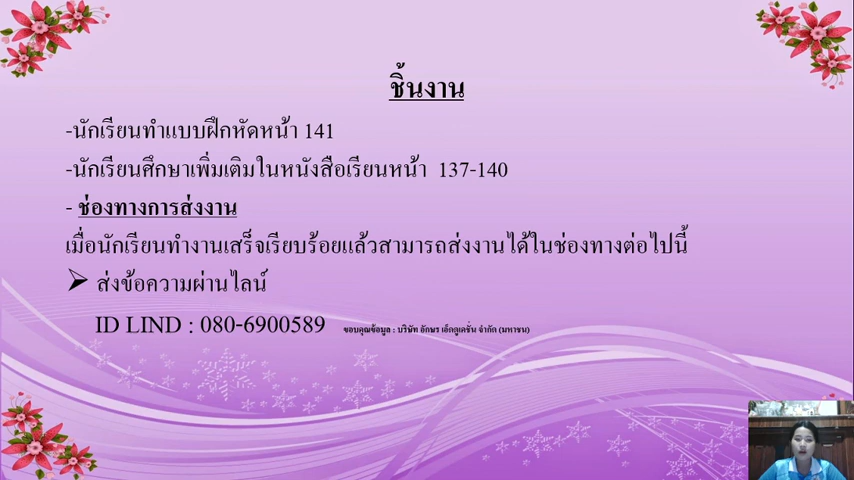 ชิ้นงาน
-นักเรียนทำแบบฝึกหัดหน้า 141
-นักเรียนศึกษาเพิ่มเติมในหนังสือเรียนหน้า 137-140
- ช่องทางการส่งงาน
เมื่อนักเรียนทำงานเสร็จเรียบร้อยแล้วสามารถส่งงานได้ในช่องทางต่อไปนี้
➢ ส่งข้อความผ่านไลน์
ID LIND : 080-6900589 ขอบคุณข้อมูล : บริษัท อักษร เอ็ดดูเคชั่น จำกัด (มหาชน)